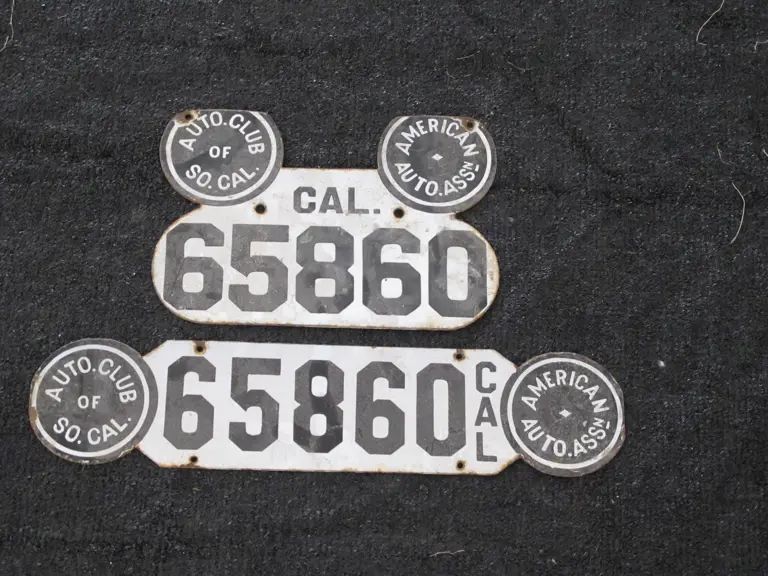 AUTO. CLUB
OF
SO. CAL.
AMERICAN
AUTO. ASSN
CAL.
65860
AUTO. CLUB
OF
SO. CAL.
65860
CAL
AMERICAN
AUTO. ASSN